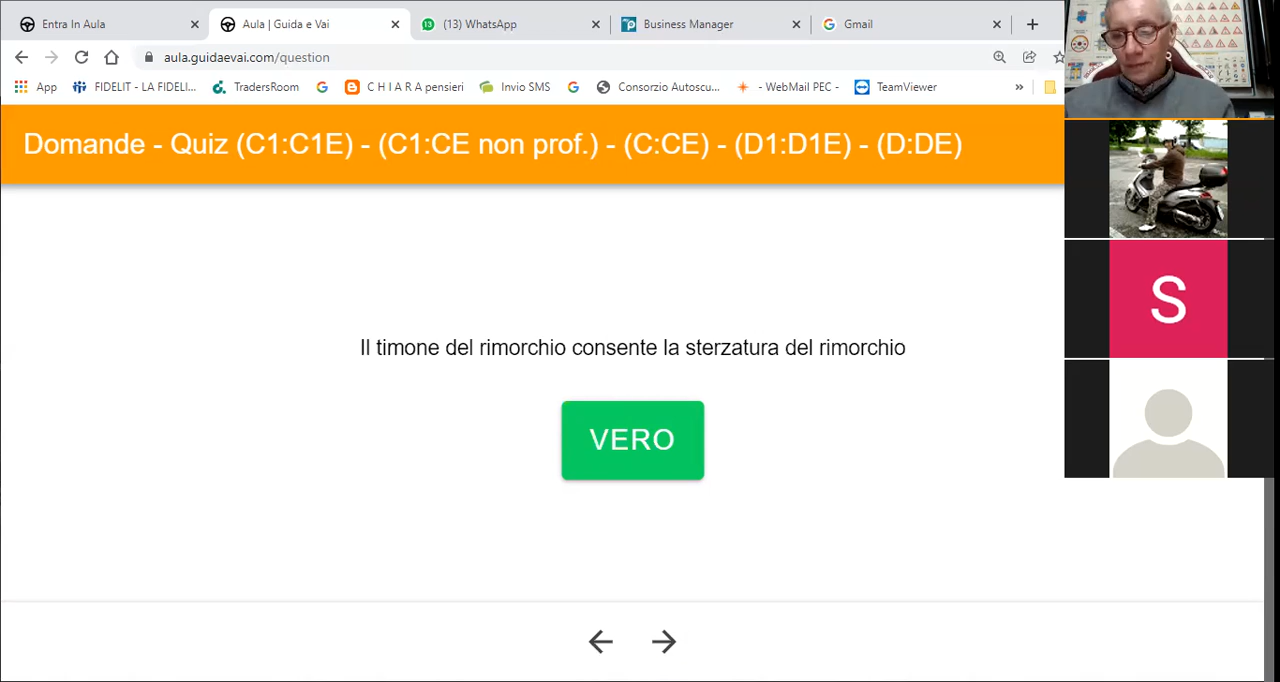 Entra In Aula
Aula | Guida e Vai
13
(13) WhatsApp
Business Manager
Gmail
aula.guidaevai.com/question
App
FIDELIT - LA FIDELI...
TradersRoom
C H I A R A pensieri
Invio SMS
Consorzio Autoscu...
- WebMail PEC -
TeamViewer
»
Domande - Quiz (C1:C1E) - (C1:CE non prof.) - (C:CE) - (D1:D1E) - (D:DE)
Il timone del rimorchio consente la sterzatura del rimorchio
VERO
S